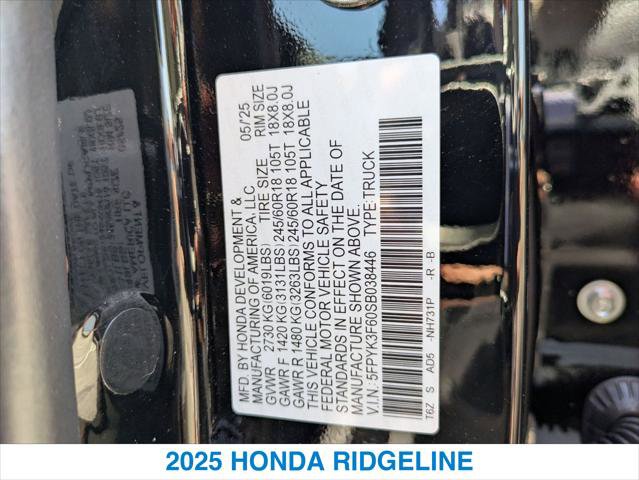 MFD. BY HONDA DEVELOPMENT &
MANUFACTURING OF AMERICA, LLC 05/'25
GVWR 2730 KG(6019LBS) TIRE SIZE RIM SIZE
GAWR F 1420 KG(3131LBS)245/60R18 105T 18X8.0J
GAWR R 1480 KG(3263LBS)245/60R18 105T 18X8.0J
THIS VEHICLE CONFORMS TO ALL APPLICABLE
FEDERAL MOTOR VEHICLE SAFETY
STANDARDS IN EFFECT ON THE DATE OF
MANUFACTURE SHOWN ABOVE.
V.I.N.: 5FPYK3F60SB038446 TYPE:TRUCK
T6Z S AD5 -NH731P -R -B
2025 HONDA RIDGELINE